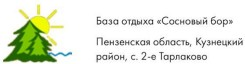 База отдыха «Сосновый бор»
Пензенская область, Кузнецкий
район, с. 2-е Тарлаково